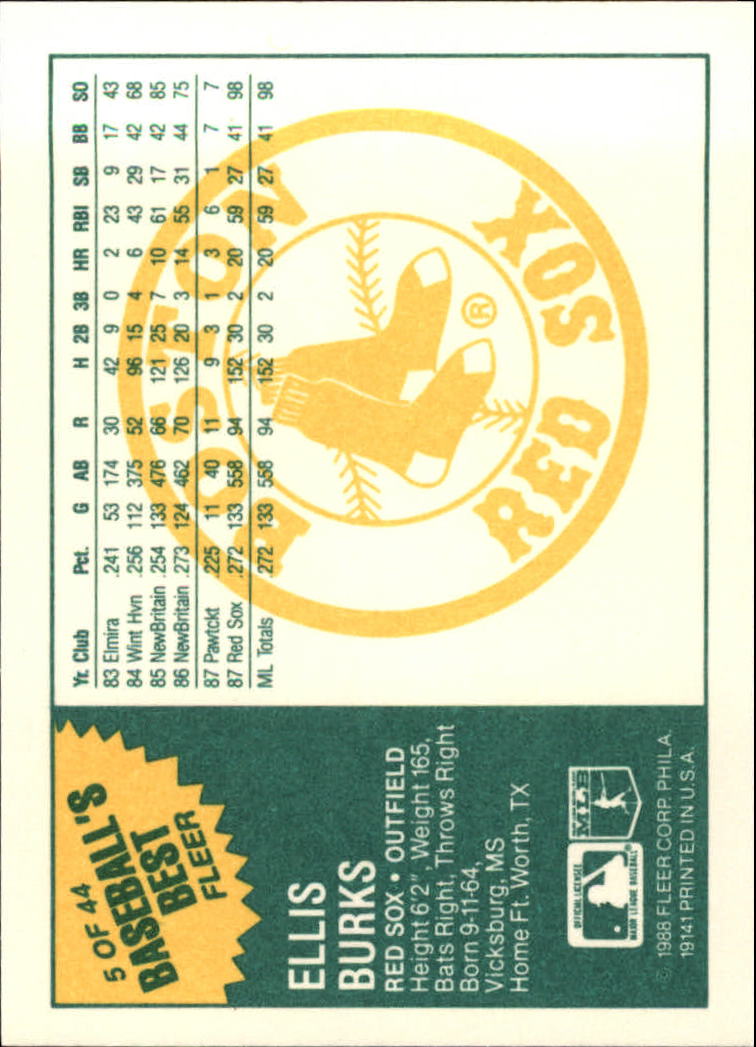 5 OF 44
BASEBALL'S
BEST
FLEER
ELLIS
BURKS
RED SOX • OUTFIELD
Height 6'2", Weight 165,
Bats Right, Throws Right
Born 9-11-64,
Vicksburg, MS
Home Ft. Worth, TX
OFFICIAL LICENSEE
MAJOR LEAGUE BASEBALL®
© 1988 FLEER CORP. PHILA.
19141 PRINTED IN U.S.A.
Yr. Club Pct. G AB R H 2B 3B HR RBI SB BB SO
83 Elmira .241 53 174 30 42 9 0 2 23 9 17 43
84 Wint Hvn .256 112 375 52 96 15 4 6 43 29 42 68
85 NewBritain .254 133 476 66 121 25 7 10 61 17 42 85
86 NewBritain .273 124 462 70 126 20 3 14 55 31 44 75
87 Pawtckt .225 11 40 11 9 3 1 3 6 1 7 7
87 Red Sox .272 133 558 94 152 30 2 20 59 27 41 98
ML Totals .272 133 558 94 152 30 2 20 59 27 41 98
BOSTON
RED SOX
®